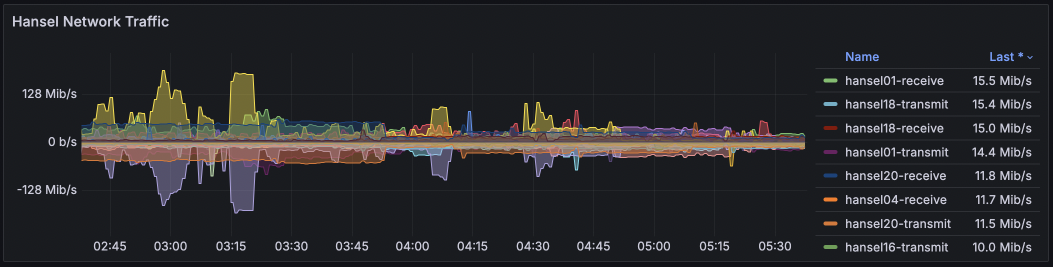 Hansel Network Traffic
Name Last *
128 Mib/s
0 b/s
-128 Mib/s
02:45 03:00 03:15 03:30 03:45 04:00 04:15 04:30 04:45 05:00 05:15 05:30
hansel01-receive 15.5 Mib/s
hansel18-transmit 15.4 Mib/s
hansel18-receive 15.0 Mib/s
hansel01-transmit 14.4 Mib/s
hansel20-receive 11.8 Mib/s
hansel04-receive 11.7 Mib/s
hansel20-transmit 11.5 Mib/s
hansel16-transmit 10.0 Mib/s